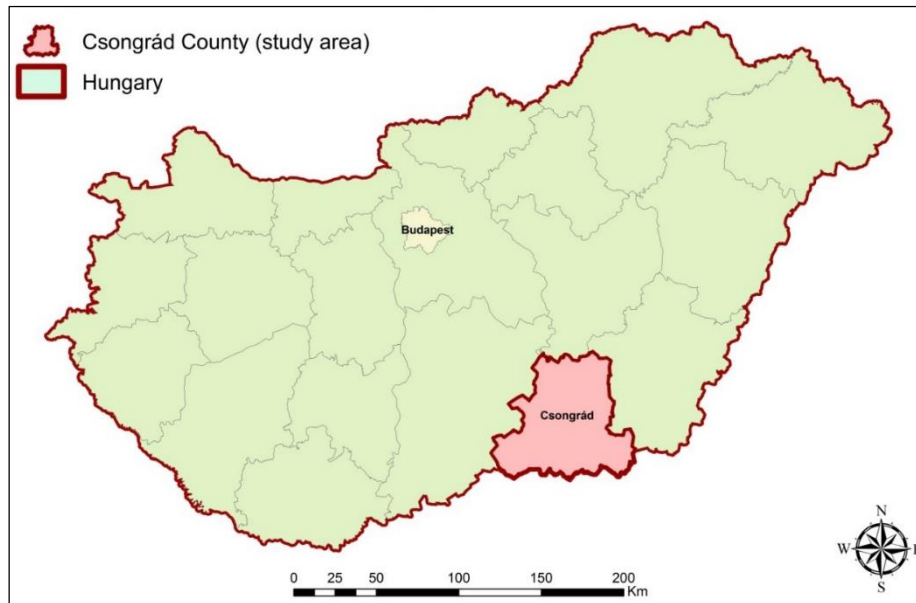 Csongrád County (study area)
Hungary
Budapest
Csongrád
N
W
E
S
0 25 50 100 150 200
Km